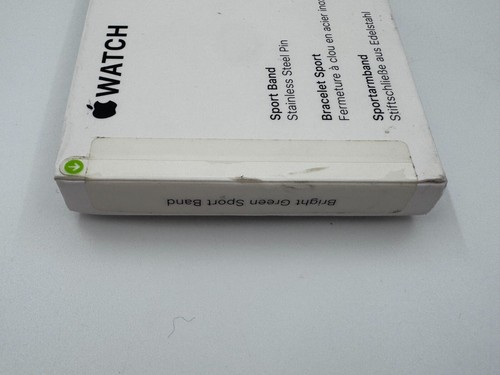 WATCH
Sport Band
Stainless Steel Pin
Bracelet Sport
Fermeture à clou en acier inox
Sportarmband
Stiftschließe aus Edelstahl
Bright Green Sport Band